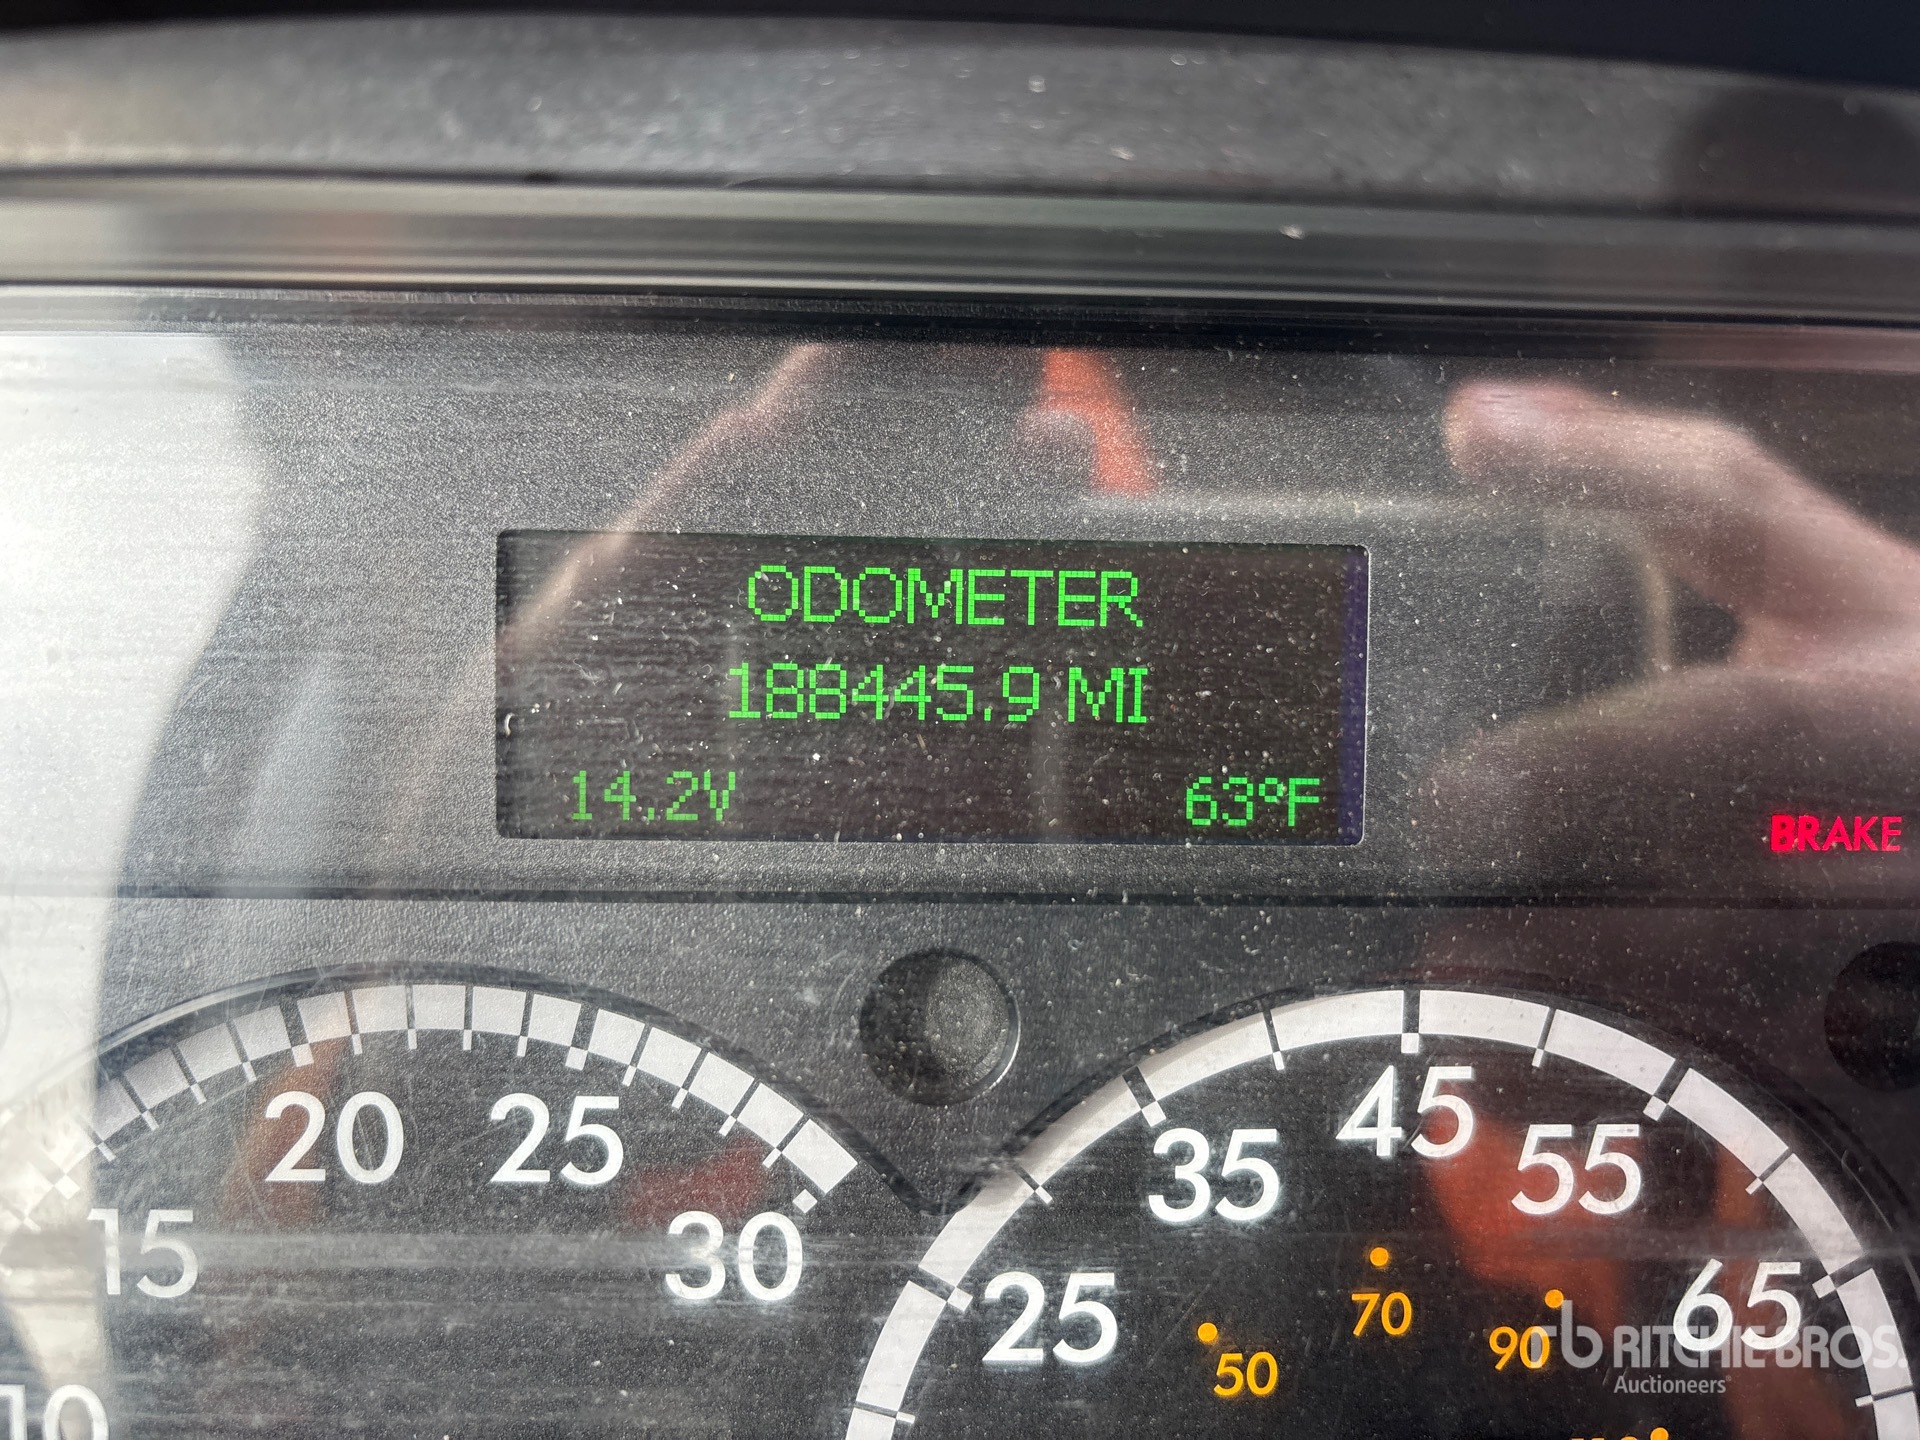 ODOMETER
188445.9 MI
14.2V 63°F
BRAKE
10 15 20 25 30
25 35 45 55 65
50 70 90
rb RITCHIE BROS.
Auctioneers